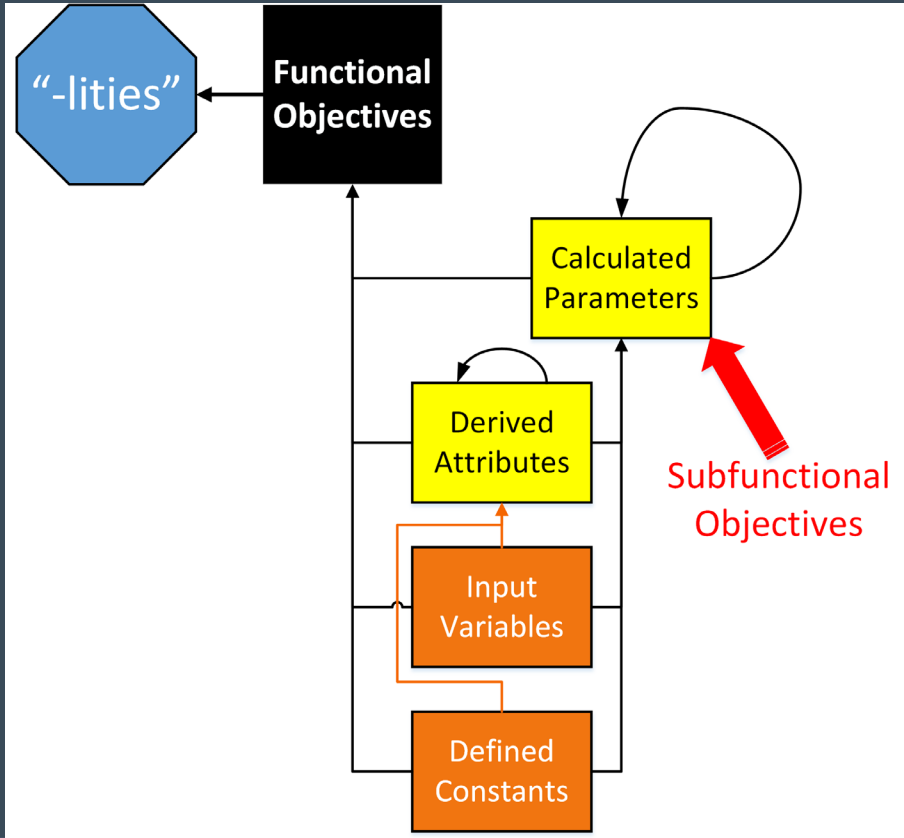 “-lities”
Functional
Objectives
Calculated
Parameters
Derived
Attributes
Subfunctional
Objectives
Input
Variables
Defined
Constants